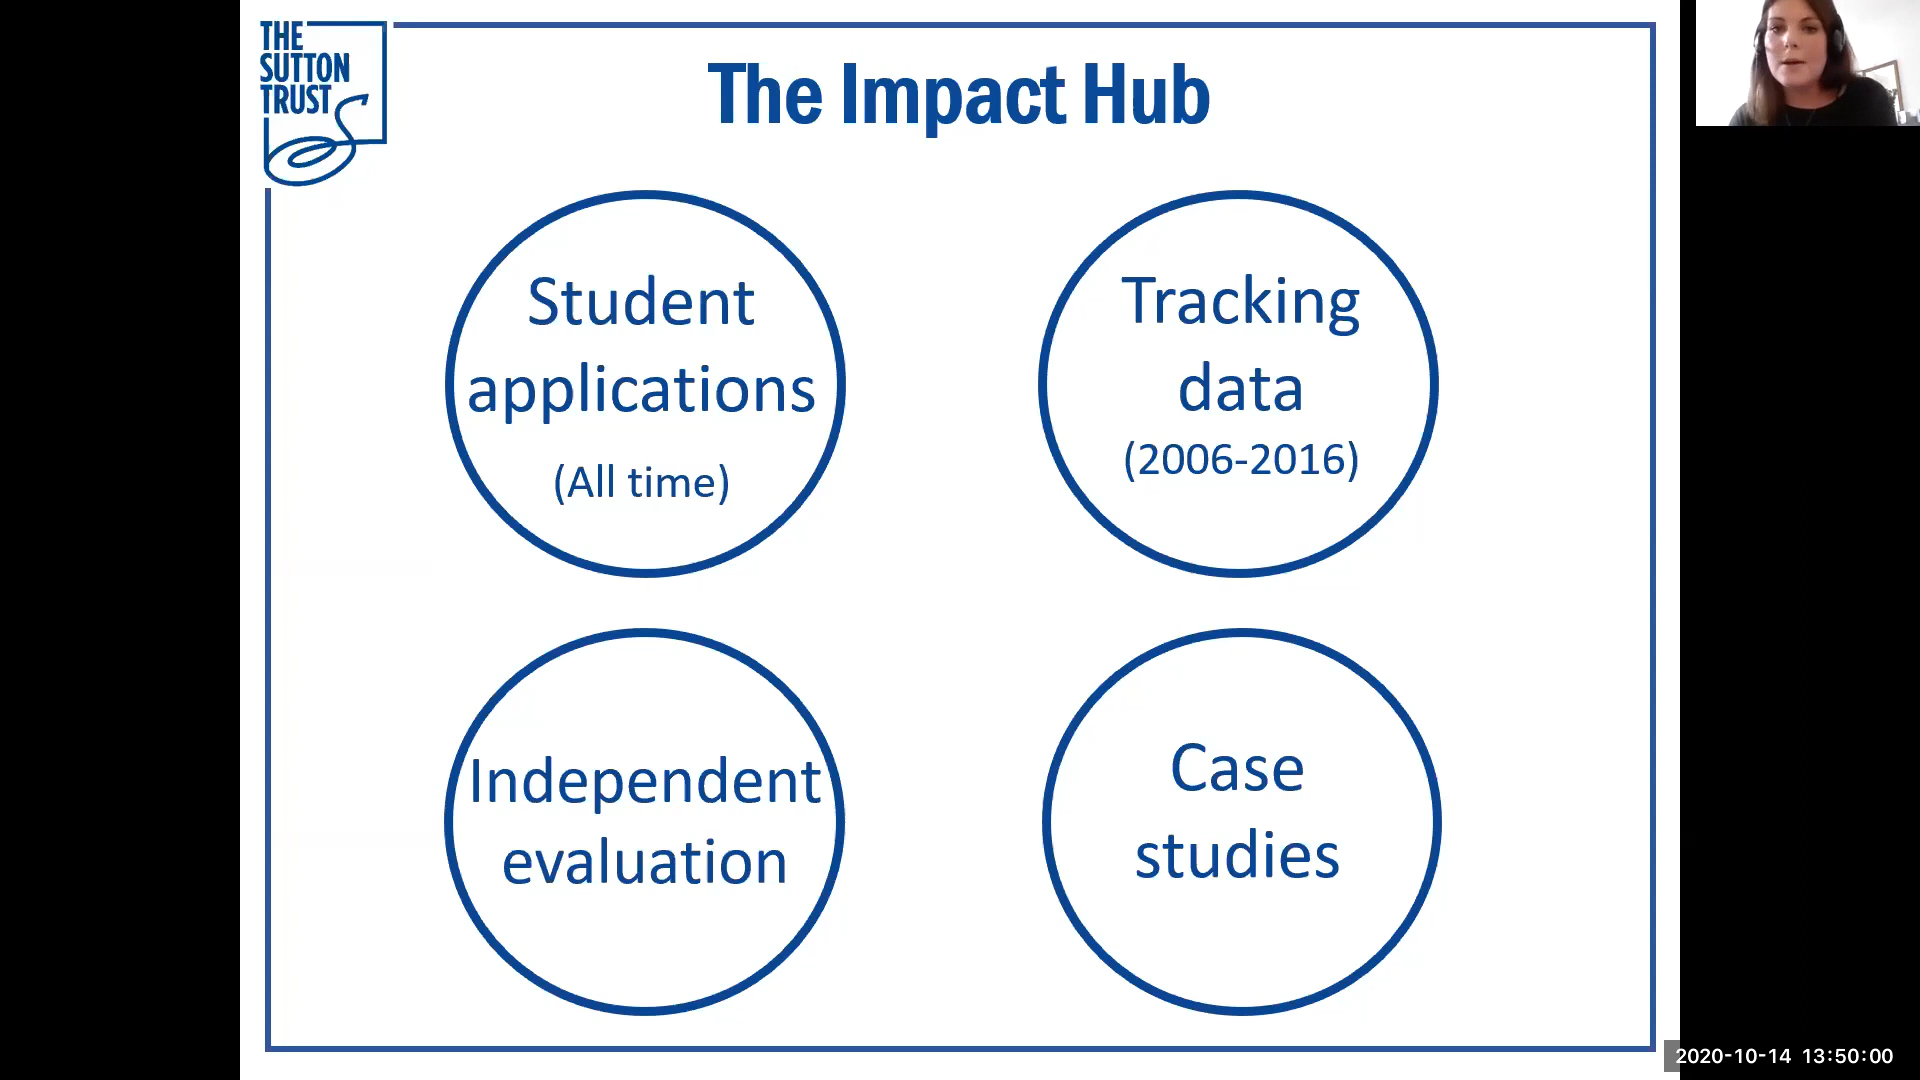 THE
SUTTON
TRUST
The Impact Hub
Student
applications
(All time)
Tracking
data
(2006-2016)
Independent
evaluation
Case
studies
2020-10-14 13:50:00